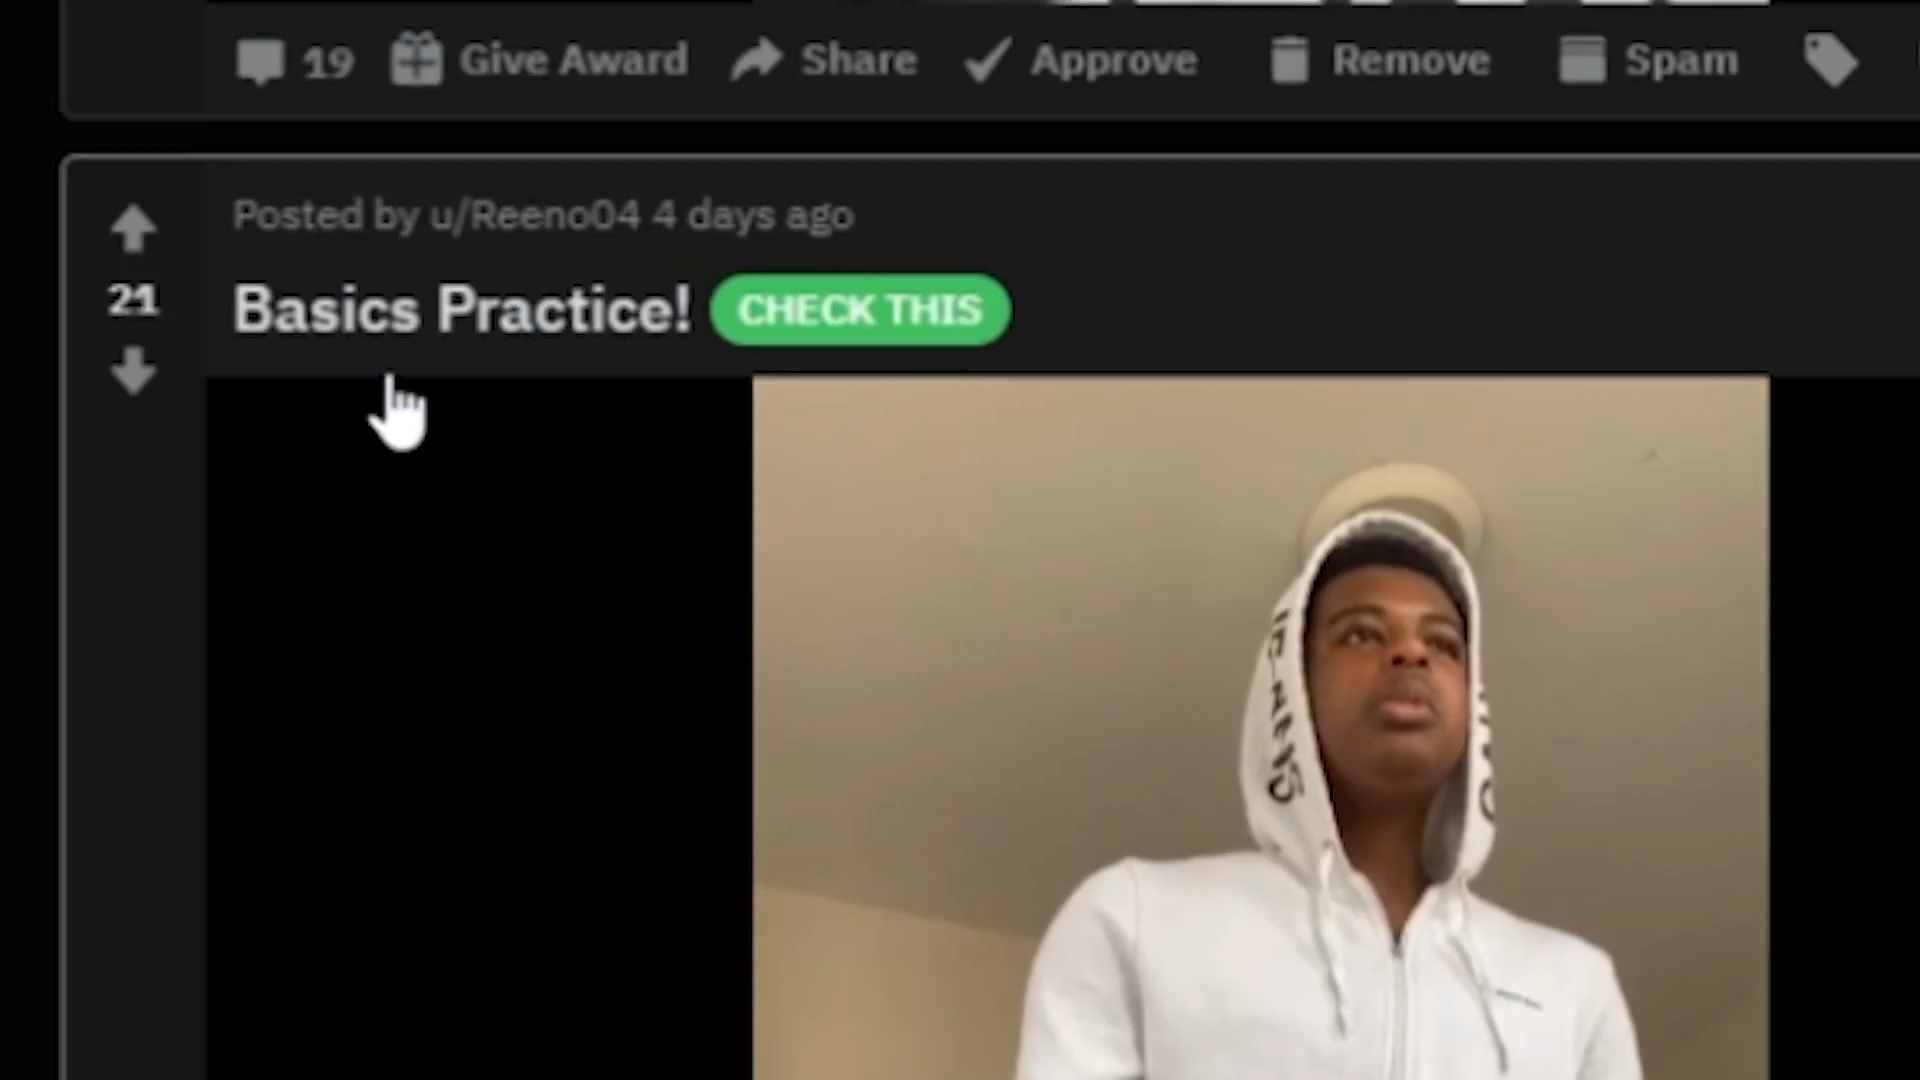 19 Give Award Share Approve Remove Spam
Posted by u/Reeno04 4 days ago
21
Basics Practice! CHECK THIS